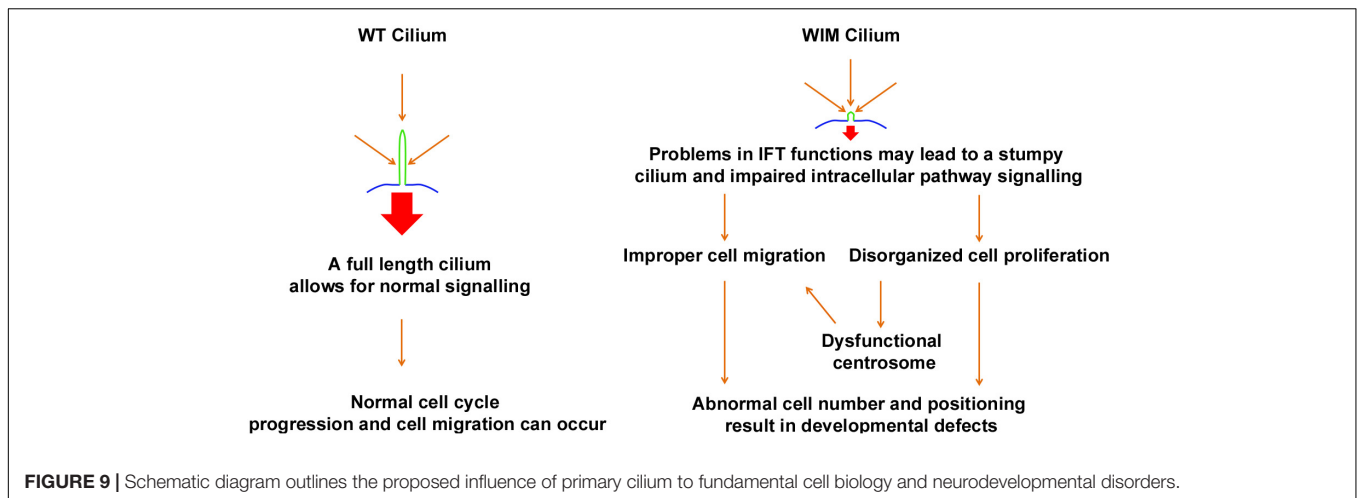 WT Cilium
A full length cilium
allows for normal signalling
Normal cell cycle
progression and cell migration can occur
WIM Cilium
Problems in IFT functions may lead to a stumpy
cilium and impaired intracellular pathway signalling
Improper cell migration
Disorganized cell proliferation
Dysfunctional
centrosome
Abnormal cell number and positioning
result in developmental defects
FIGURE 9 | Schematic diagram outlines the proposed influence of primary cilium to fundamental cell biology and neurodevelopmental disorders.